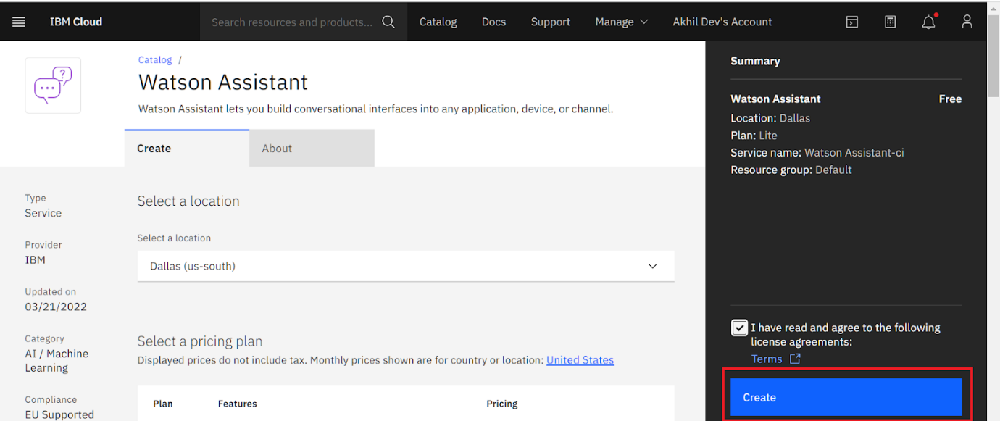 IBM Cloud
Search resources and products...
Catalog
Docs
Support
Manage
Akhil Dev's Account
Catalog /
Watson Assistant
Watson Assistant lets you build conversational interfaces into any application, device, or channel.
Create
About
Type
Service
Provider
IBM
Updated on
03/21/2022
Category
AI / Machine
Learning
Compliance
EU Supported
Select a location
Select a location
Dallas (us-south)
Select a pricing plan
Displayed prices do not include tax. Monthly prices shown are for country or location: United States
Plan
Features
Pricing
Summary
Watson Assistant
Free
Location: Dallas
Plan: Lite
Service name: Watson Assistant-ci
Resource group: Default
I have read and agree to the following
license agreements:
Terms
Create